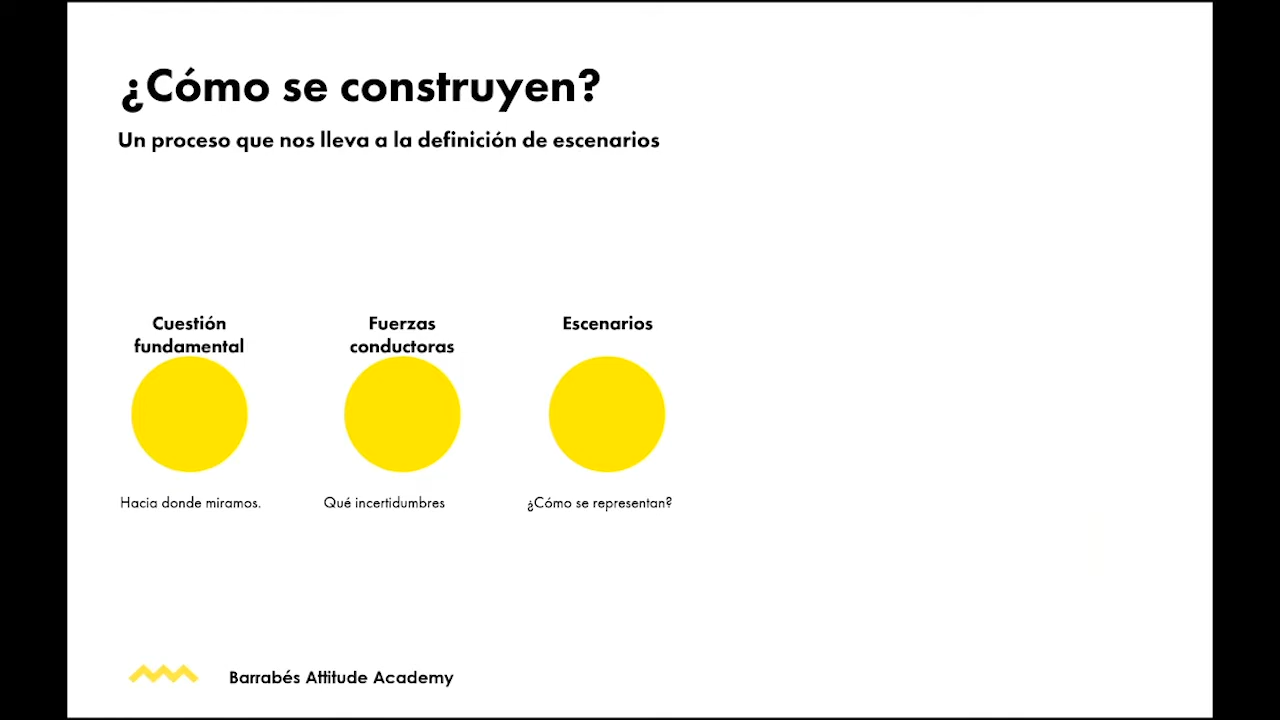 ¿Cómo se construyen?
Un proceso que nos lleva a la definición de escenarios
Cuestión
fundamental
Fuerzas
conductoras
Escenarios
Hacia donde miramos.
Qué incertidumbres
¿Cómo se representan?
Barrabés Attitude Academy